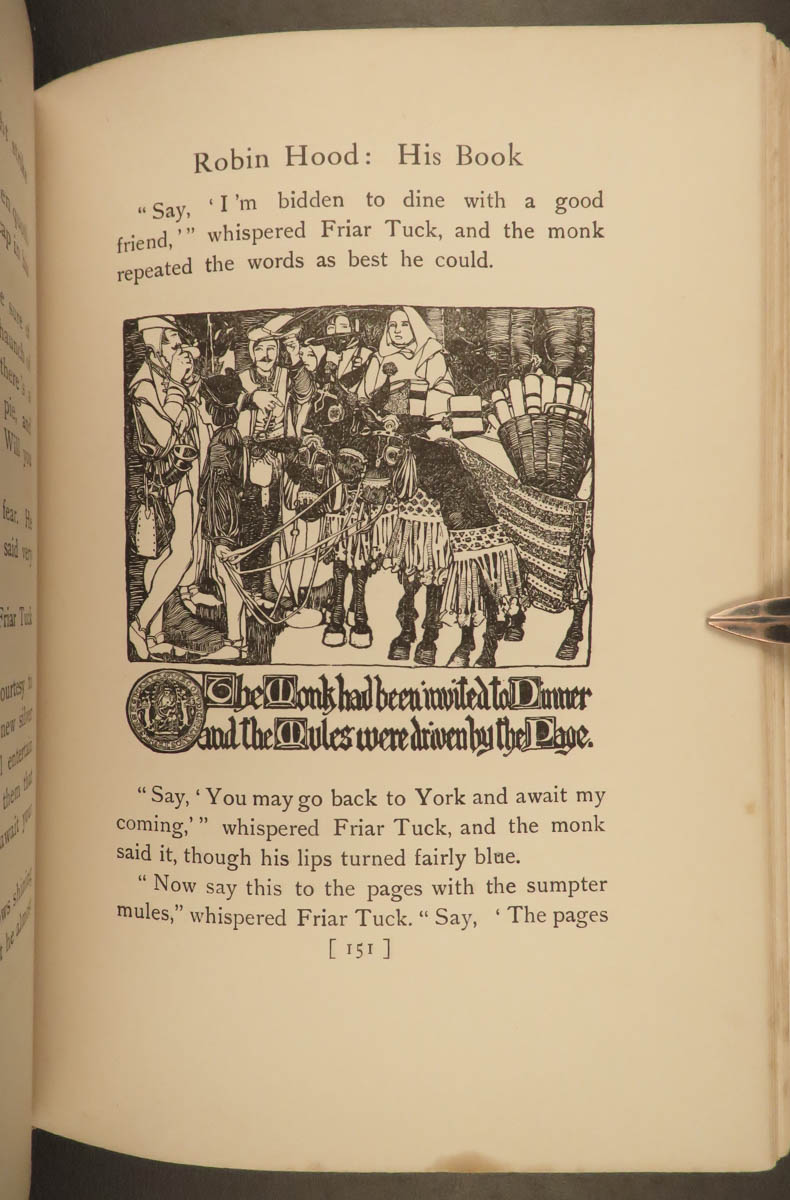 Robin Hood: His Book
“Say, ‘I’m bidden to dine with a good
friend,’” whispered Friar Tuck, and the monk
repeated the words as best he could.
The Monk had been invited to Dinner
and the Mules were driven by the Page.
“Say, ‘You may go back to York and await my
coming,’” whispered Friar Tuck, and the monk
said it, though his lips turned fairly blue.
“Now say this to the pages with the sumpter
mules,” whispered Friar Tuck. “Say, ‘The pages
[ 151 ]